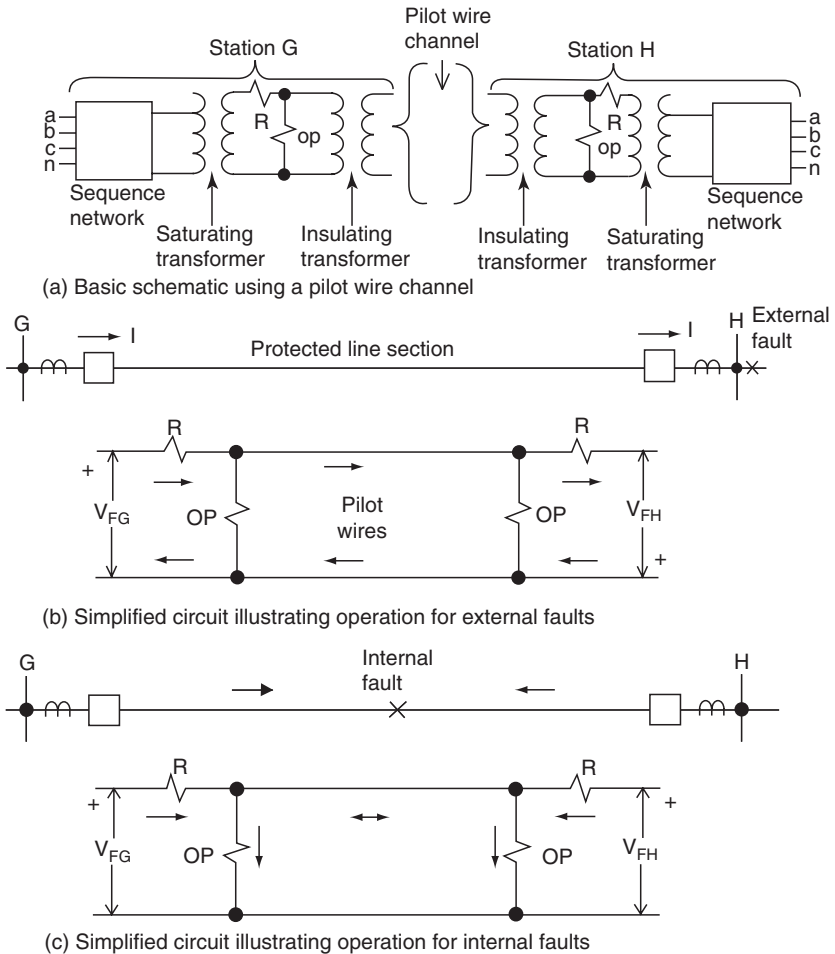 Pilot wire
channel
Station G
Station H
a
b
c
n
R
op
R
op
a
b
c
n
Sequence
network
Saturating
transformer
Insulating
transformer
Insulating
transformer
Saturating
transformer
Sequence
network
(a) Basic schematic using a pilot wire channel
G
I
Protected line section
I
H
External
fault
R
R
+
V_FG
OP
Pilot
wires
OP
V_FH
+
(b) Simplified circuit illustrating operation for external faults
G
Internal
fault
H
R
R
+
+
V_FG
OP
OP
V_FH
(c) Simplified circuit illustrating operation for internal faults